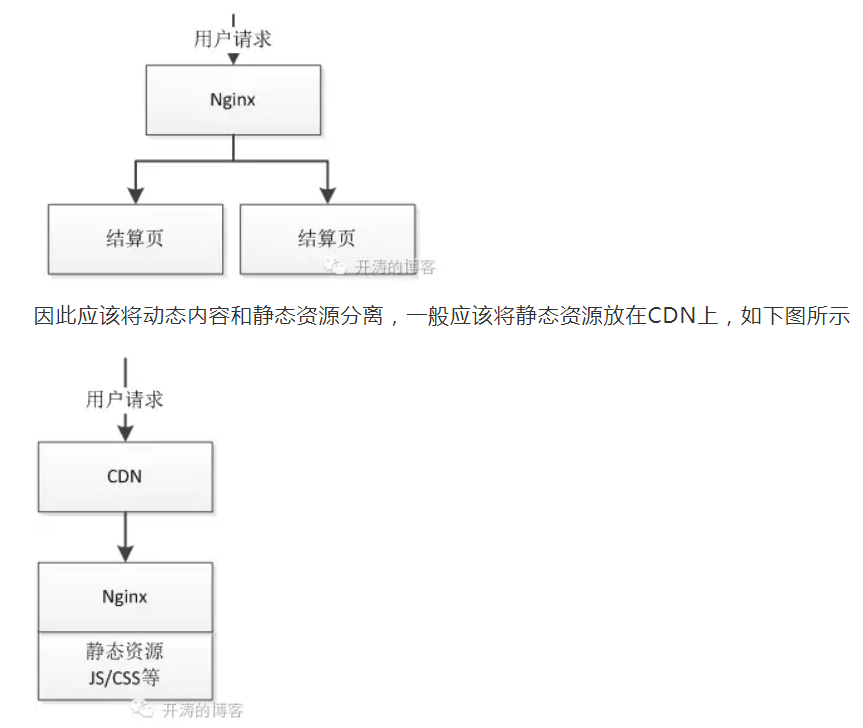 用户请求
Nginx
结算页
结算页
开涛的博客
因此应该将动态内容和静态资源分离，一般应该将静态资源放在CDN上，如下图所示
用户请求
CDN
Nginx
静态资源
JS/CSS等
开涛的博客